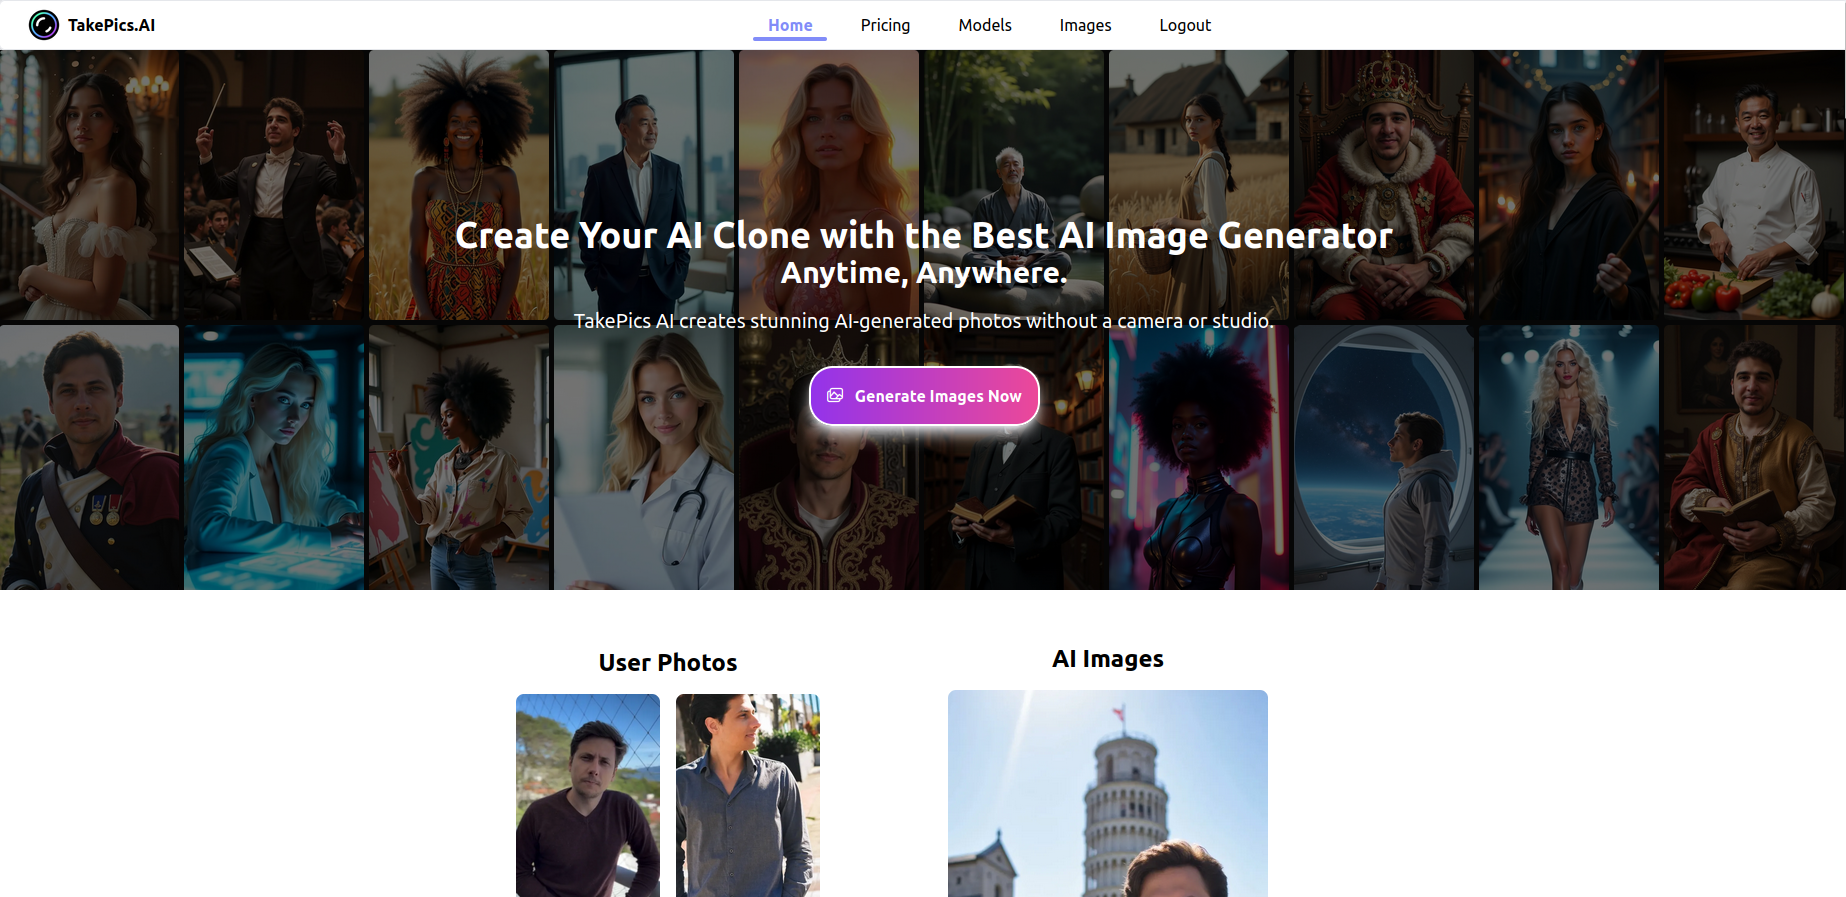 TakePics.AI
Home
Pricing
Models
Images
Logout
Create Your AI Clone with the Best AI Image Generator
Anytime, Anywhere.
TakePics AI creates stunning AI-generated photos without a camera or studio.
Generate Images Now
User Photos
AI Images